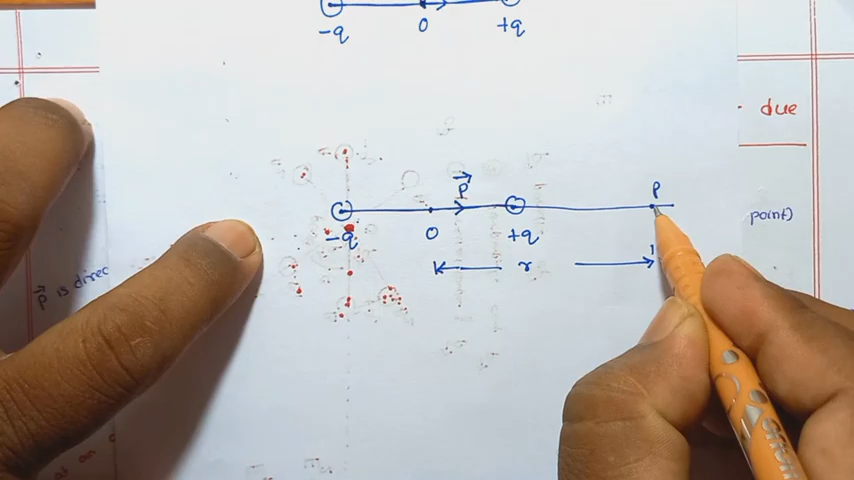 -q 0 +q
due
P⃗ P
point)
-q 0 +q
r
P⃗ is direc